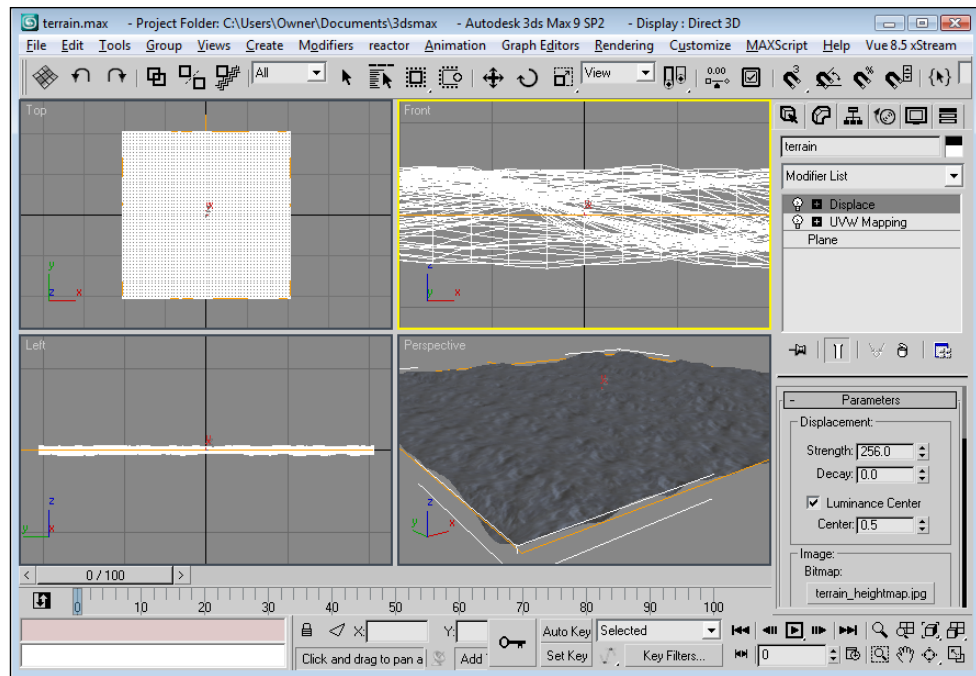 terrain.max - Project Folder: C:\Users\Owner\Documents\3dsmax - Autodesk 3ds Max 9 SP2 - Display : Direct 3D
File Edit Tools Group Views Create Modifiers reactor Animation Graph Editors Rendering Customize MAXScript Help Vue 8.5 xStream
All
View
0.00
Top
Front
terrain
Modifier List
Displace
UVW Mapping
Plane
y
z x
z
y x
Left
Perspective
Parameters
Displacement:
Strength: 256.0
Decay: 0.0
Luminance Center
Center: 0.5
Image:
Bitmap:
terrain_heightmap.jpg
z
y x
z
y x
< 0 / 100 >
0 10 20 30 40 50 60 70 80 90 100
X: Y: Auto Key Selected
Click and drag to pan a Add Set Key Key Filters... 0